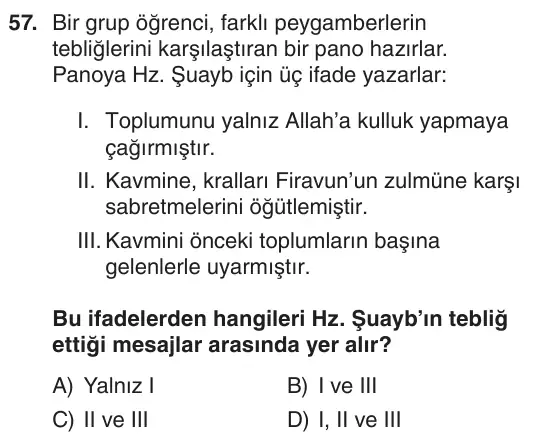 57. Bir grup öğrenci, farklı peygamberlerin
tebliğlerini karşılaştıran bir pano hazırlar.
Panoya Hz. Şuayb için üç ifade yazarlar:
I. Toplumunu yalnız Allah'a kulluk yapmaya
çağırmıştır.
II. Kavmine, kralları Firavun'un zulmüne karşı
sabretmelerini öğütlemiştir.
III. Kavmini önceki toplumların başına
gelenlerle uyarmıştır.
Bu ifadelerden hangileri Hz. Şuayb'ın tebliğ
ettiği mesajlar arasında yer alır?
A) Yalnız I B) I ve III
C) II ve III D) I, II ve III